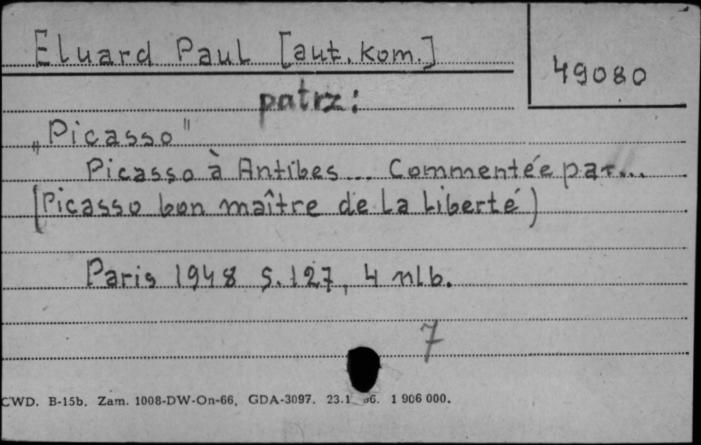 Eluard Paul [aut. kom.]
49080
patrz:
„Picasso"
Picasso à Antibes... Commentée par...
(Picasso bon maître de la liberté)
Paris 1948 S. 127, 4 nlb.
7
CWD. B-15b. Zam. 1008-DW-On-66. GDA-3097. 23.1 66. 1 906 000.